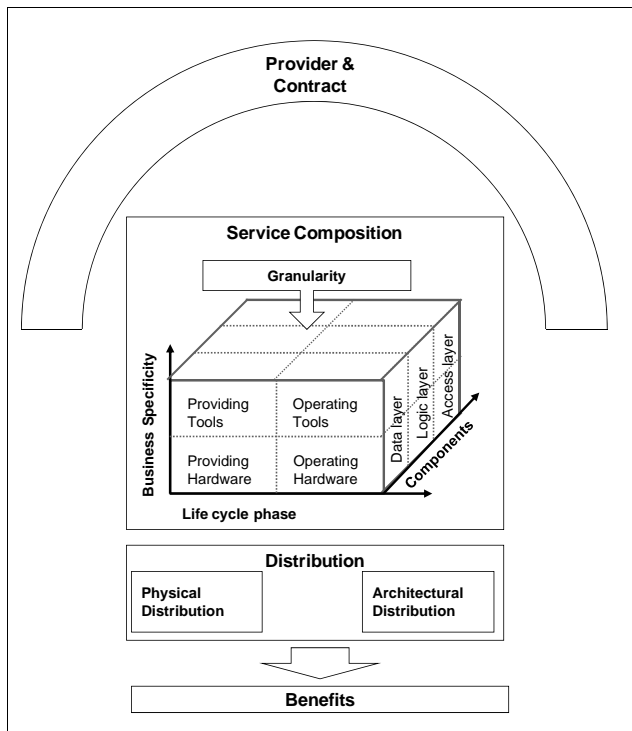 Provider &
Contract
Service Composition
Granularity
Business Specificity
Providing
Tools
Operating
Tools
Providing
Hardware
Operating
Hardware
Data layer
Logic layer
Access layer
Components
Life cycle phase
Distribution
Physical
Distribution
Architectural
Distribution
Benefits